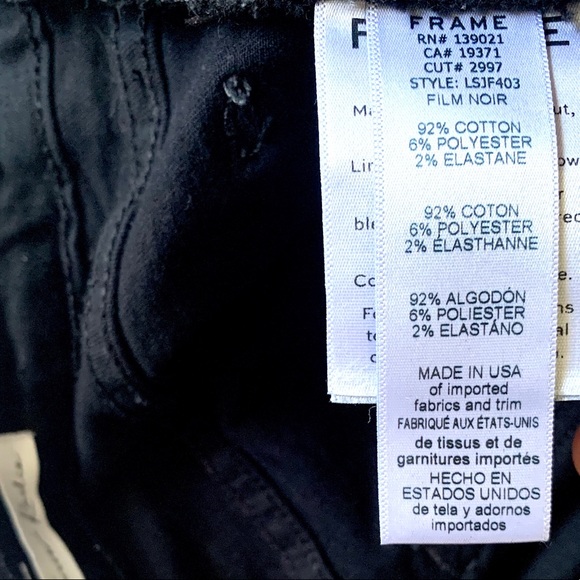 FRAME
RN# 139021
CA# 19371
CUT# 2997
STYLE: LSJF403
FILM NOIR
92% COTTON
6% POLYESTER
2% ELASTANE
92% COTON
6% POLYESTER
2% ÉLASTHANNE
92% ALGODÓN
6% POLIESTER
2% ELASTÁNO
MADE IN USA
of imported
fabrics and trim
FABRIQUÉ AUX ÉTATS-UNIS
de tissus et de
garnitures importés
HECHO EN
ESTADOS UNIDOS
de tela y adornos
importados